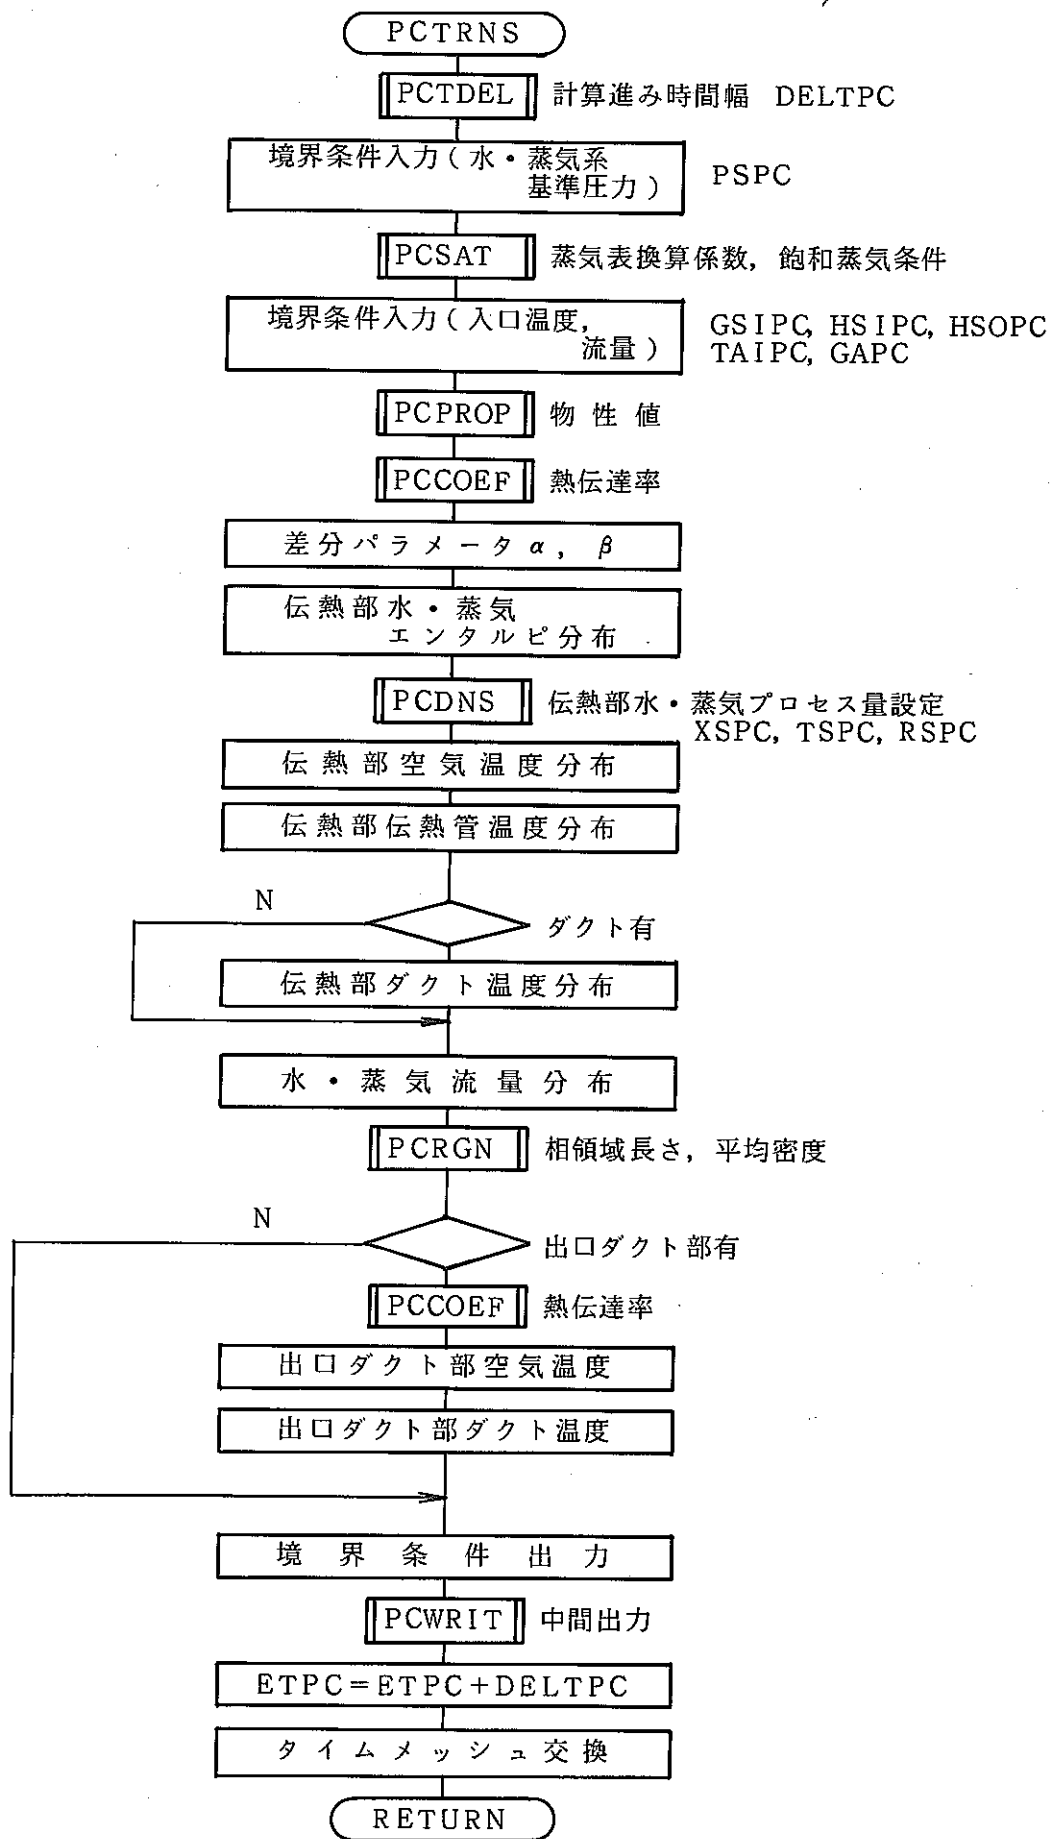 PCTRNS
PCTDEL 計算進み時間幅 DELTPC
境界条件入力(水・蒸気系
基準圧力) PSPC
PCSAT 蒸気表換算係数, 飽和蒸気条件
境界条件入力(入口温度, GSIPC, HSIPC, HSOPC
流量) TAIPC, GAPC
PCPROP 物性値
PCCOEF 熱伝達率
差分パラメータα, β
伝熱部水・蒸気
エンタルピ分布
PCDNS 伝熱部水・蒸気プロセス量設定
XSPC, TSPC, RSPC
伝熱部空気温度分布
伝熱部伝熱管温度分布
N
ダクト有
伝熱部ダクト温度分布
水・蒸気流量分布
PCRGN 相領域長さ, 平均密度
N
出口ダクト部有
PCCOEF 熱伝達率
出口ダクト部空気温度
出口ダクト部ダクト温度
境界条件出力
PCWRIT 中間出力
ETPC=ETPC+DELTPC
タイムメッシュ交換
RETURN